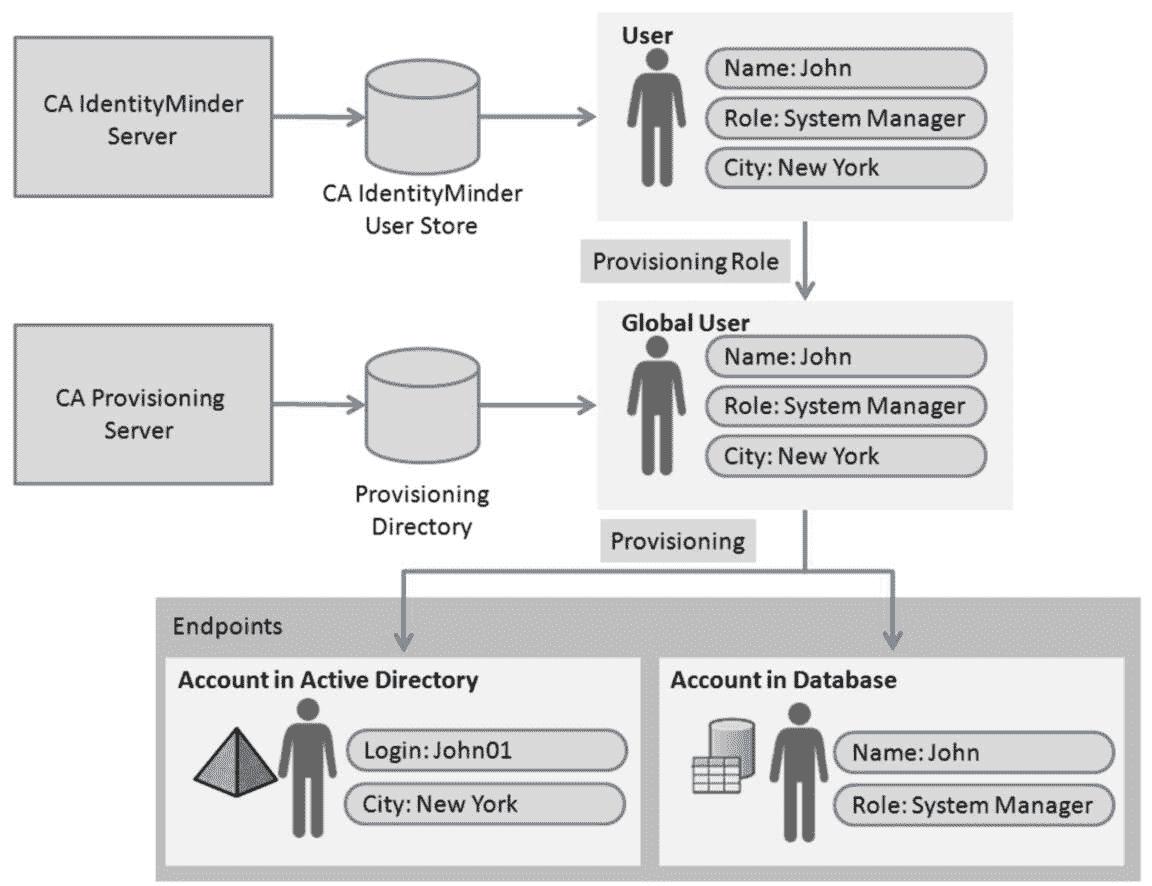 User
Name: John
Role: System Manager
City: New York
CA IdentityMinder
Server
CA IdentityMinder
User Store
Provisioning Role
Global User
Name: John
Role: System Manager
City: New York
CA Provisioning
Server
Provisioning
Directory
Provisioning
Endpoints
Account in Active Directory
Login: John01
City: New York
Account in Database
Name: John
Role: System Manager